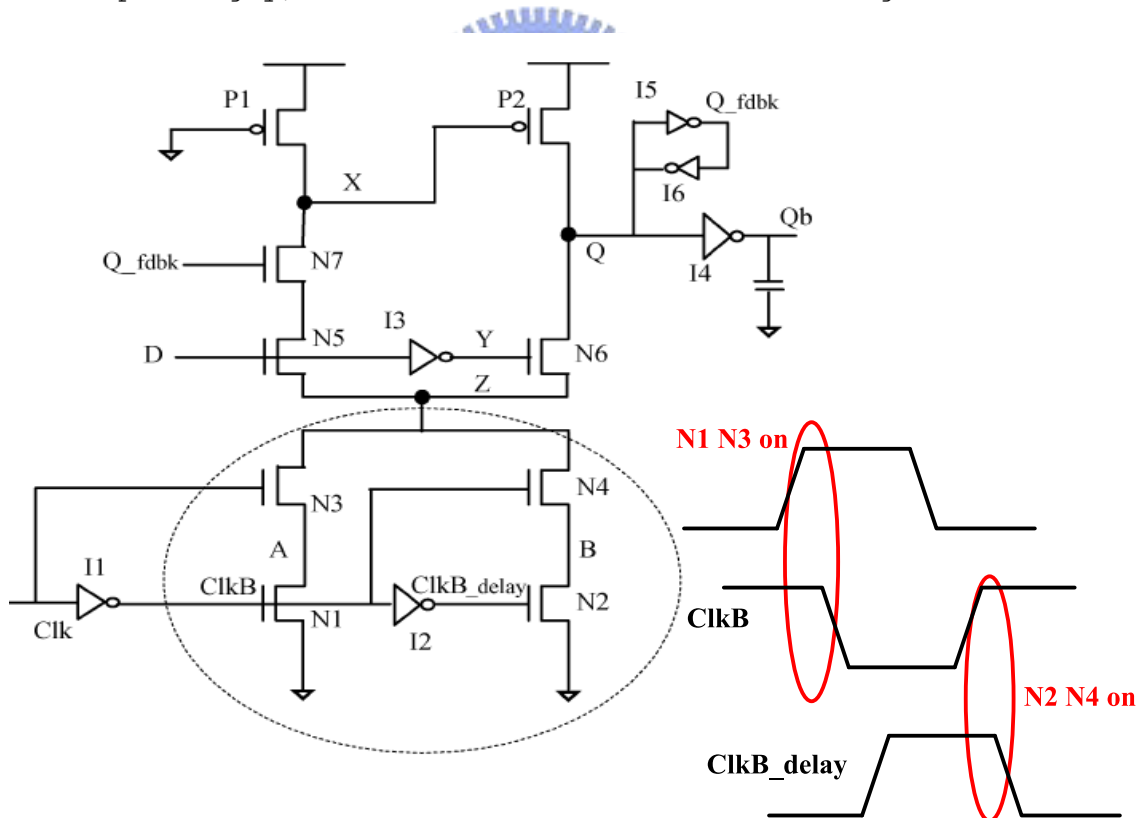 P1
P2
I5
Q_fdbk
I6
X
Qb
Q
I4
Q_fdbk
N7
I3
N5
Y
N6
D
Z
N1 N3 on
N3
N4
A
B
I1
ClkB
ClkB_delay
N1
N2
Clk
I2
ClkB
N2 N4 on
ClkB_delay